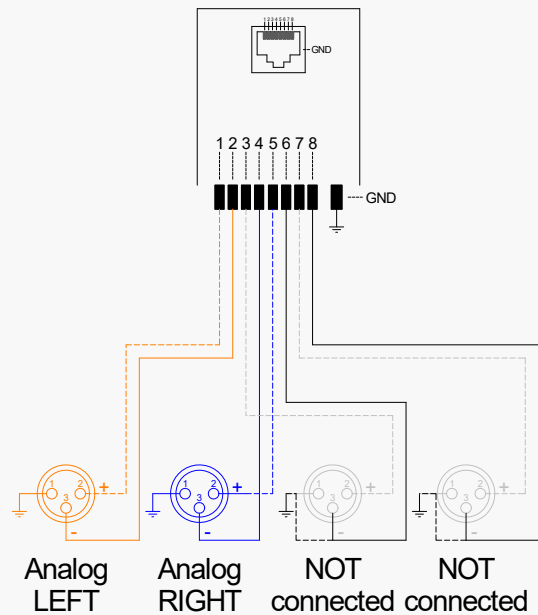 12345678
GND
1 2 3 4 5 6 7 8
GND
1 2 3 + -
1 2 3 + -
1 2 3 + -
1 2 3 + -
Analog LEFT
Analog RIGHT
NOT connected
NOT connected